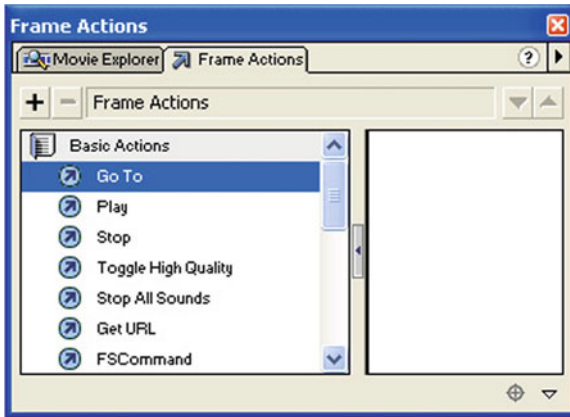 Frame Actions
Movie Explorer Frame Actions ?
+ − Frame Actions
Basic Actions
Go To
Play
Stop
Toggle High Quality
Stop All Sounds
Get URL
FSCommand